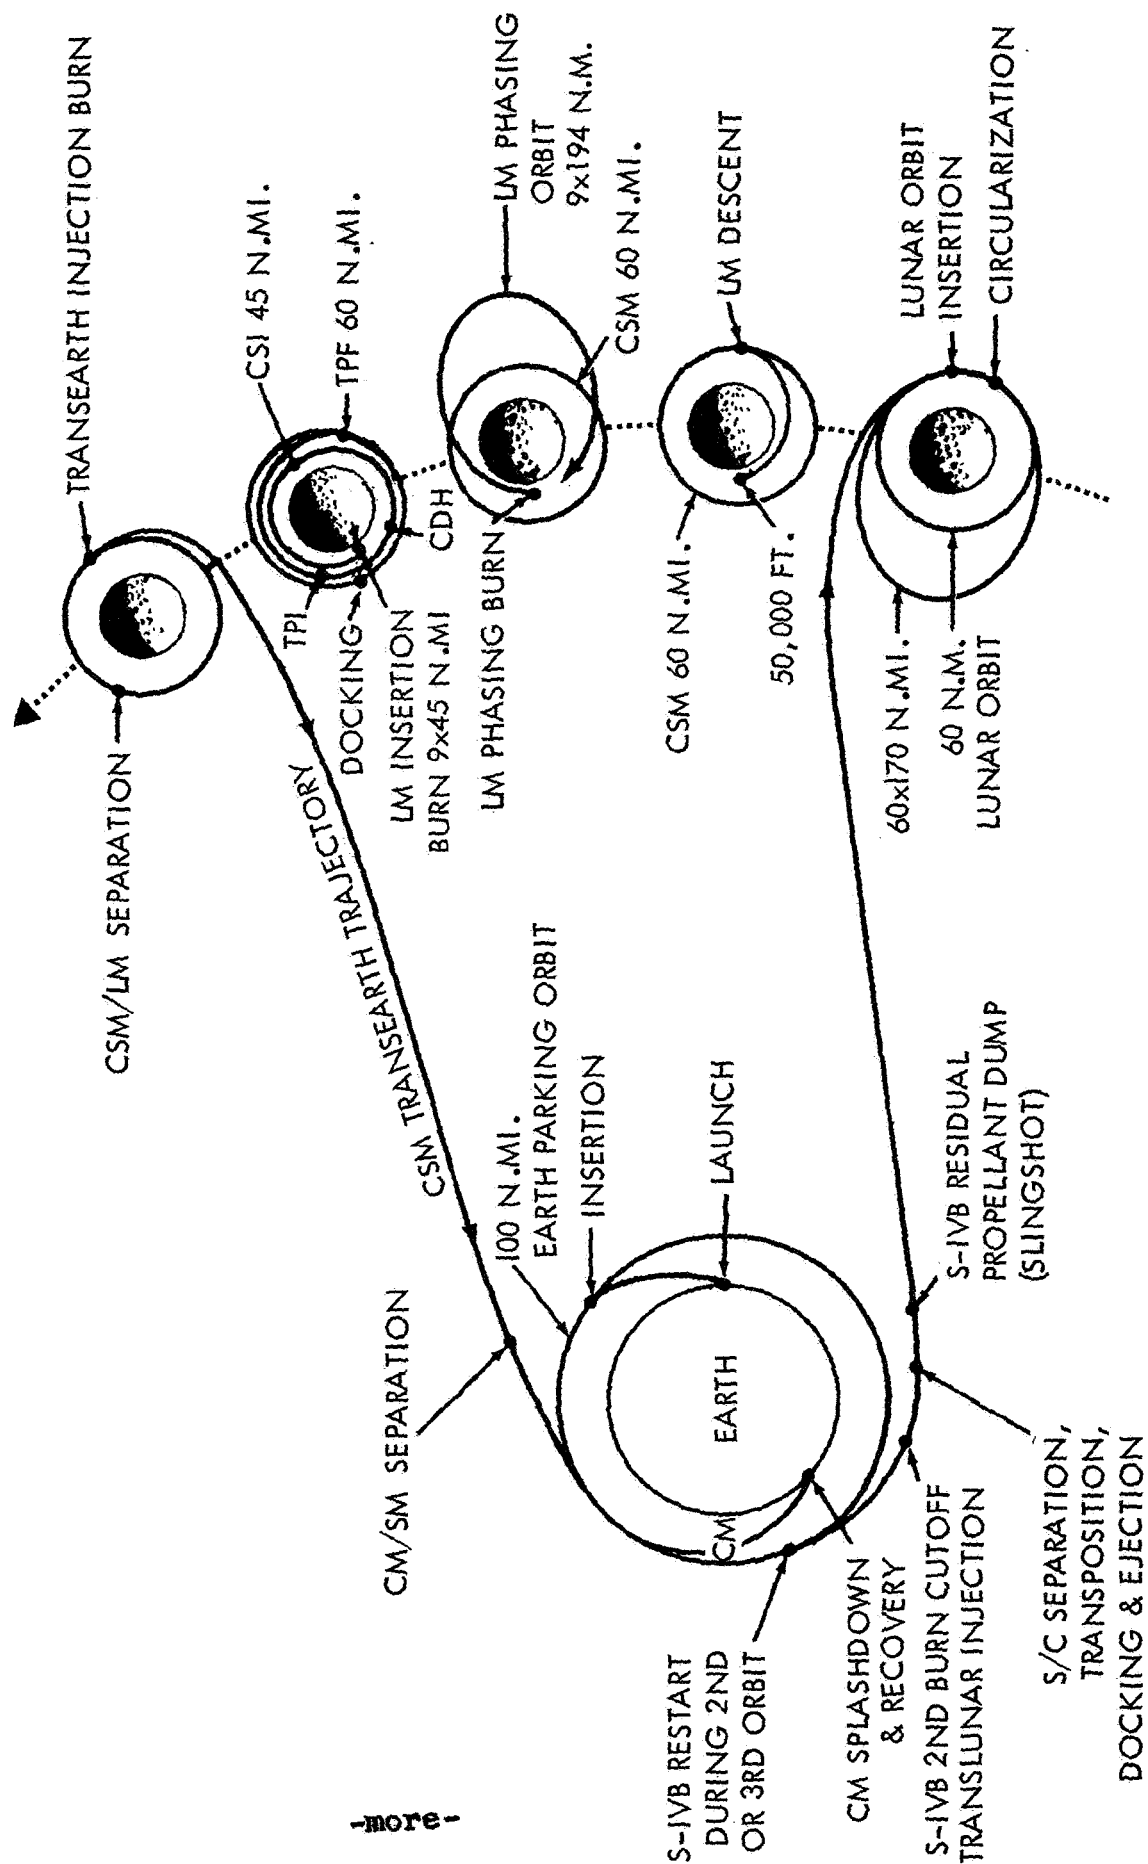 TRANSEARTH INJECTION BURN
CSI 45 N.MI.
TPF 60 N.MI.
LM PHASING
ORBIT
9x194 N.M.
CSM 60 N.MI.
LM DESCENT
LUNAR ORBIT
INSERTION
CIRCULARIZATION
CSM/LM SEPARATION
TPI
DOCKING
CDH
LM INSERTION
BURN 9x45 N.MI
LM PHASING BURN
CSM 60 N.MI.
50,000 FT.
60x170 N.MI.
60 N.M.
LUNAR ORBIT
CSM TRANSEARTH TRAJECTORY
100 N.MI.
EARTH PARKING ORBIT
INSERTION
LAUNCH
S-IVB RESIDUAL
PROPELLANT DUMP
(SLINGSHOT)
CM/SM SEPARATION
EARTH
CM
S-IVB RESTART
DURING 2ND
OR 3RD ORBIT
CM SPLASHDOWN
& RECOVERY
S-IVB 2ND BURN CUTOFF
TRANSLUNAR INJECTION
S/C SEPARATION,
TRANSPOSITION,
DOCKING & EJECTION
-more-